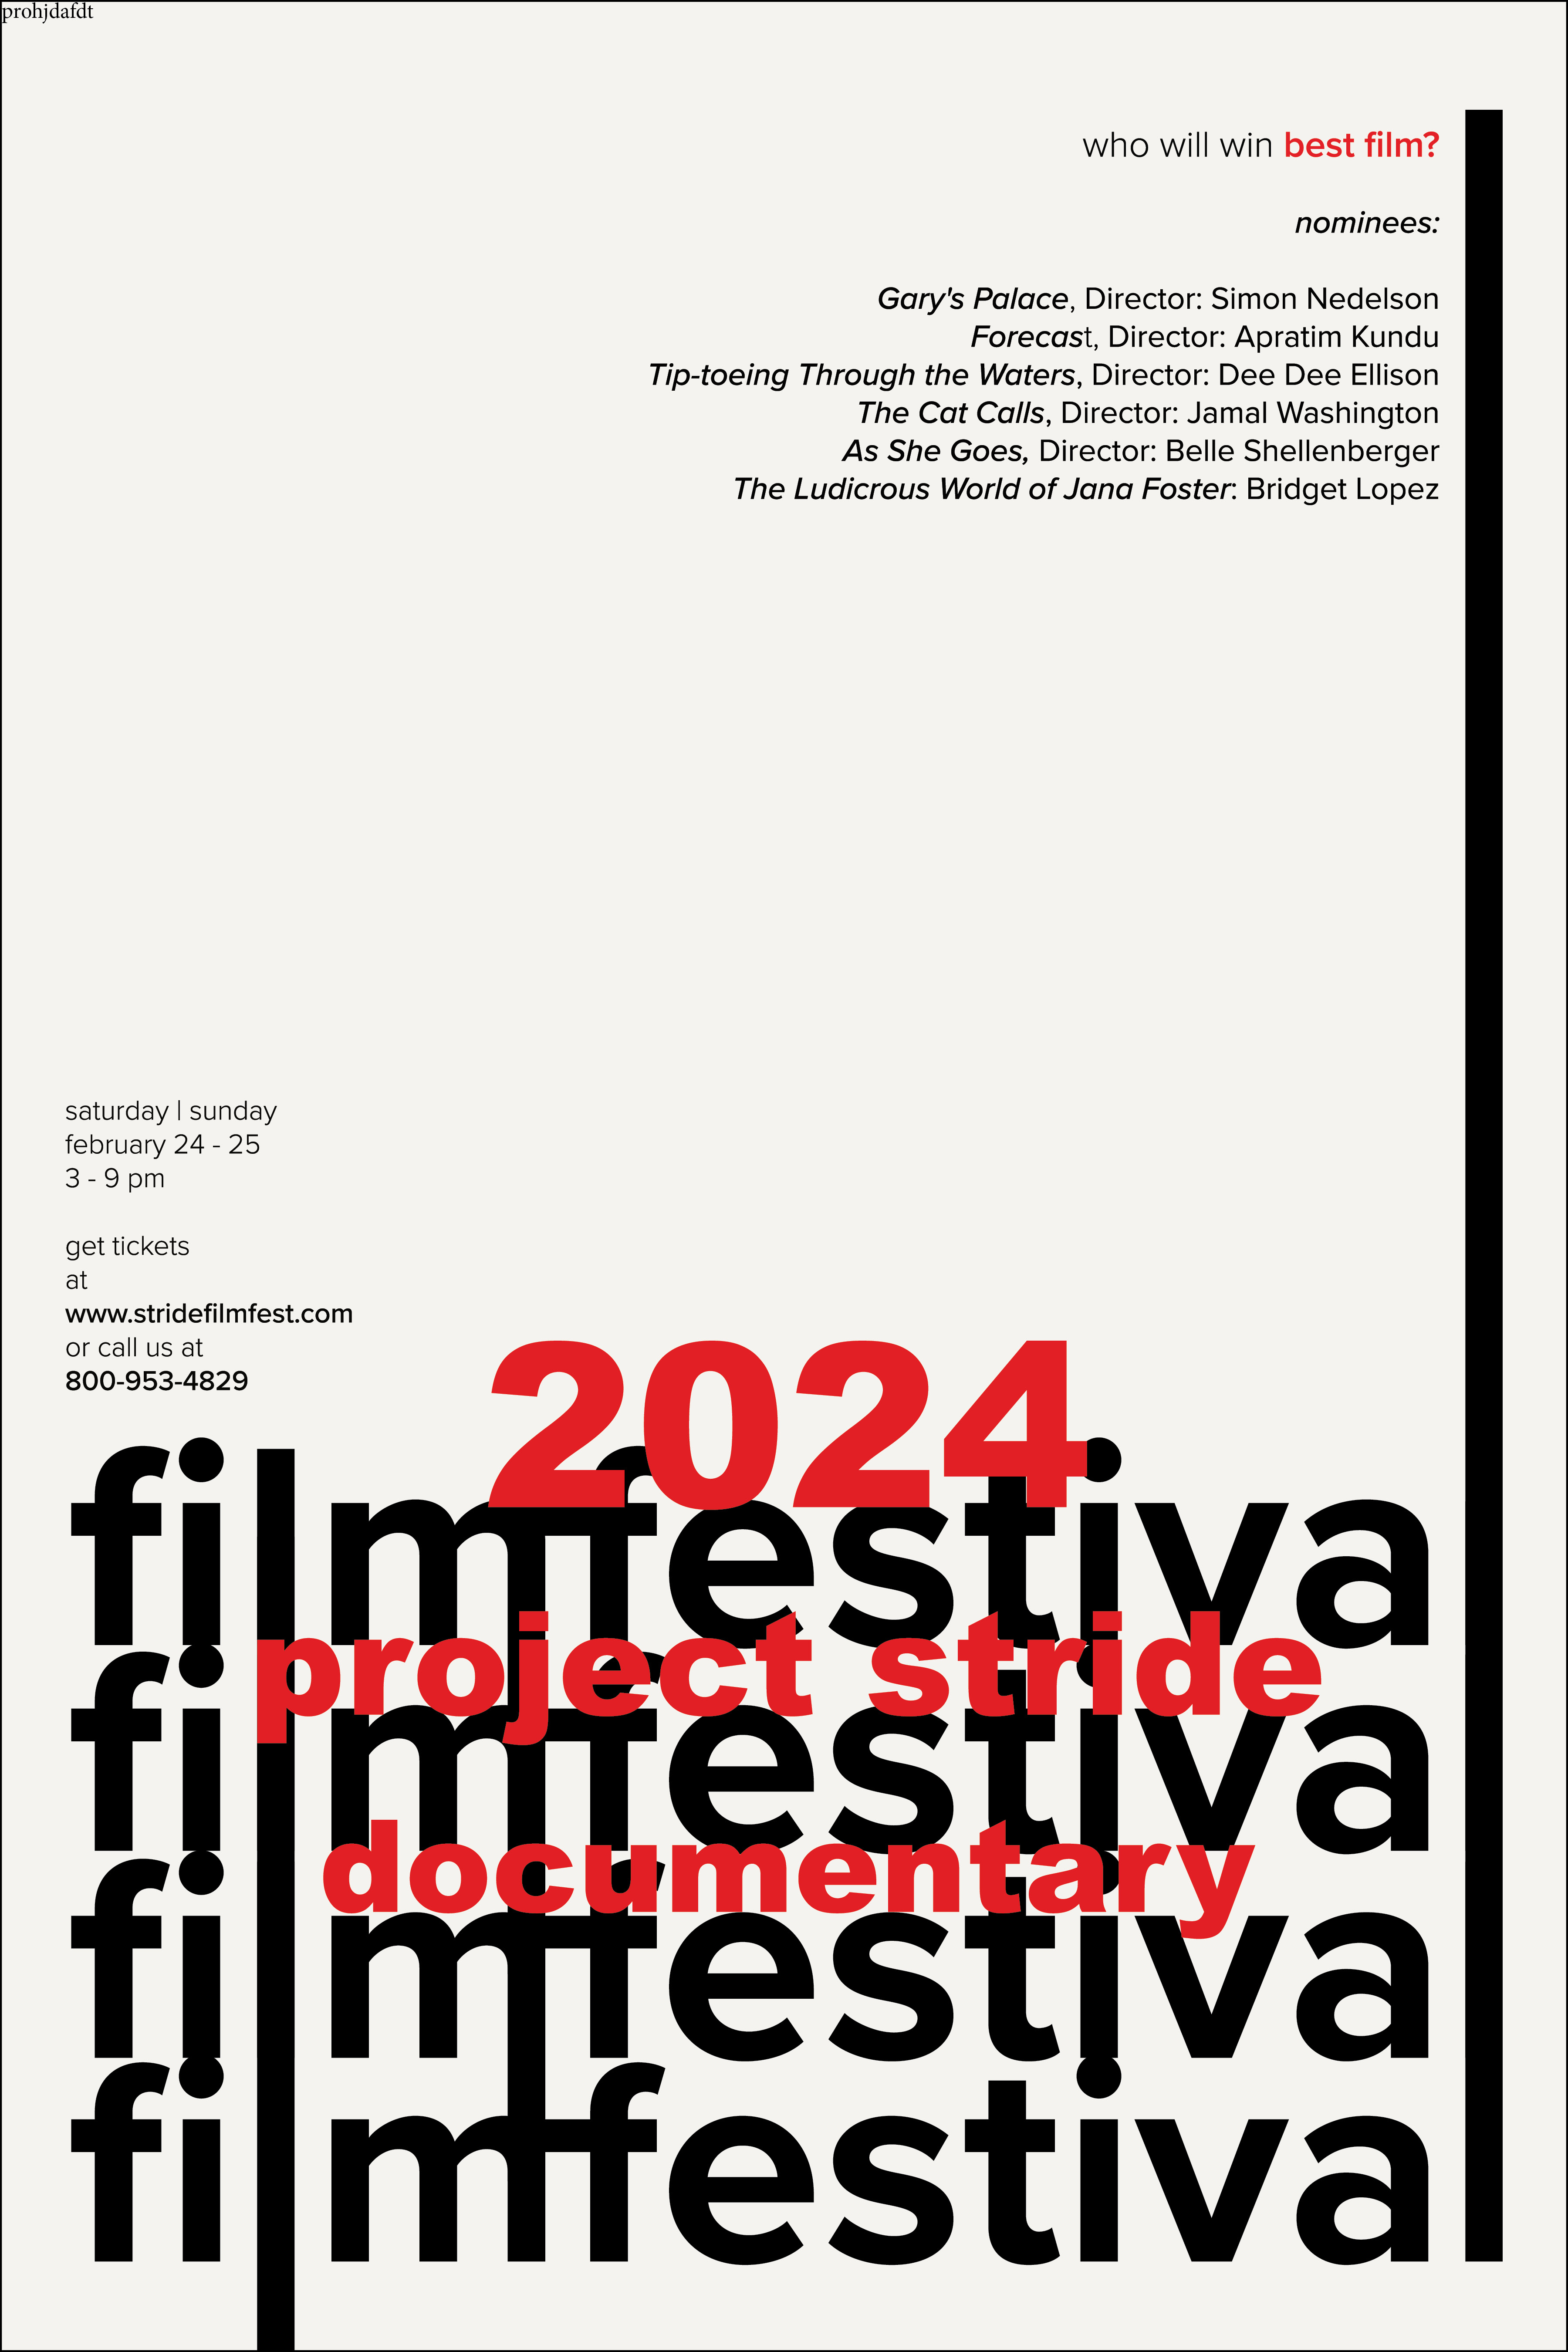 prohjdafdt
who will win best film?
nominees:
Gary's Palace, Director: Simon Nedelson
Forecast, Director: Apratim Kundu
Tip-toeing Through the Waters, Director: Dee Dee Ellison
The Cat Calls, Director: Jamal Washington
As She Goes, Director: Belle Shellenberger
The Ludicrous World of Jana Foster: Bridget Lopez
saturday | sunday
february 24 - 25
3 - 9 pm
get tickets
at
www.stridefilmfest.com
or call us at
800-953-4829
2024
filmfestival
project stride
filmfestival
documentary
filmfestival
filmfestival